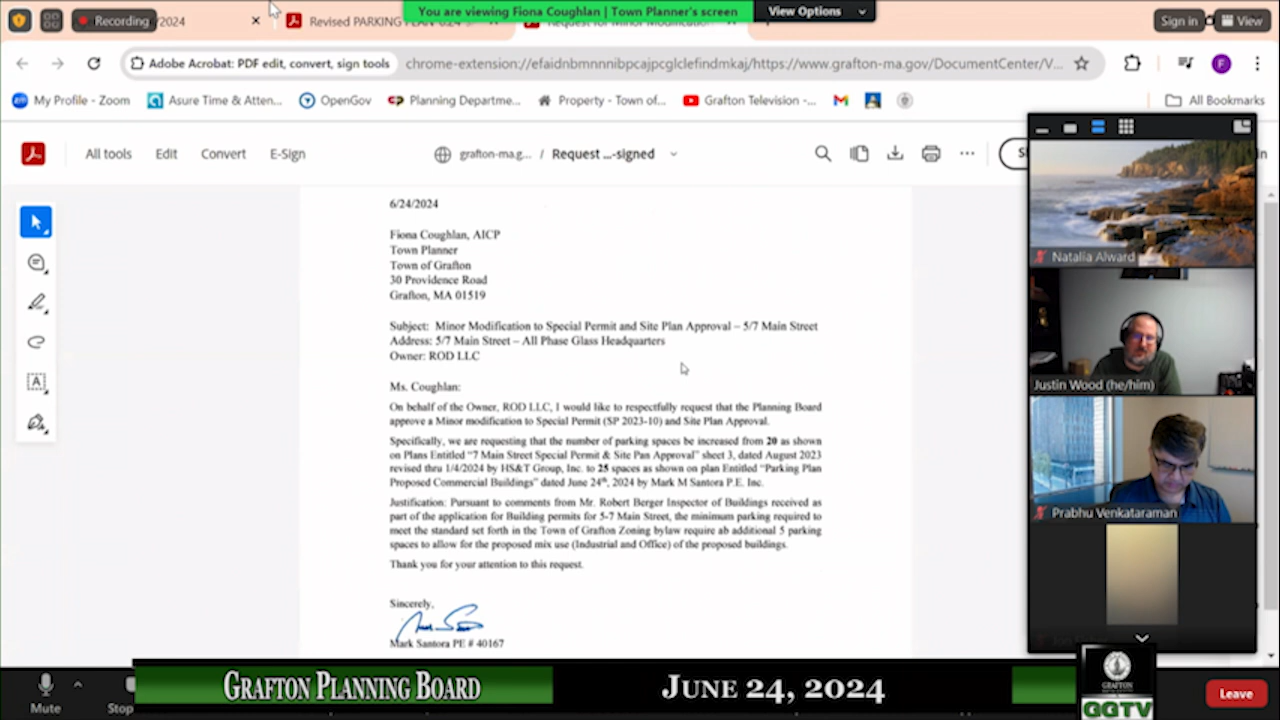 Recording
/2024
Revised PARKING PLAN 6.2
You are viewing Fiona Coughlan | Town Planner's screen
View Options
Request for Minor Modificatio
Sign in
View
Adobe Acrobat: PDF edit, convert, sign tools
chrome-extension://efaidnbmnnnibpcajpcglclefindmkaj/https://www.grafton-ma.gov/DocumentCenter/V...
My Profile - Zoom
Asure Time & Atten...
OpenGov
Planning Departme...
Property - Town of...
Grafton Television -...
All Bookmarks
All tools
Edit
Convert
E-Sign
grafton-ma.g... / Request ...-signed
6/24/2024
Fiona Coughlan, AICP
Town Planner
Town of Grafton
30 Providence Road
Grafton, MA 01519
Subject: Minor Modification to Special Permit and Site Plan Approval – 5/7 Main Street
Address: 5/7 Main Street – All Phase Glass Headquarters
Owner: ROD LLC
Ms. Coughlan:
On behalf of the Owner, ROD LLC, I would like to respectfully request that the Planning Board
approve a Minor modification to Special Permit (SP 2023-10) and Site Plan Approval.
Specifically, we are requesting that the number of parking spaces be increased from 20 as shown
on Plans Entitled "7 Main Street Special Permit & Site Pan Approval" sheet 3, dated August 2023
revised thru 1/4/2024 by HS&T Group, Inc. to 25 spaces as shown on plan Entitled "Parking Plan
Proposed Commercial Buildings" dated June 24th, 2024 by Mark M Santora P.E. Inc.
Justification: Pursuant to comments from Mr. Robert Berger Inspector of Buildings received as
part of the application for Building permits for 5-7 Main Street, the minimum parking required to
meet the standard set forth in the Town of Grafton Zoning bylaw require ab additional 5 parking
spaces to allow for the proposed mix use (Industrial and Office) of the proposed buildings.
Thank you for your attention to this request.
Sincerely,
Mark Santora PE # 40167
Natalia Alward
Justin Wood (he/him)
Prabhu Venkataraman
Mute
Stop
GRAFTON PLANNING BOARD
JUNE 24, 2024
GRAFTON
GGTV
Leave